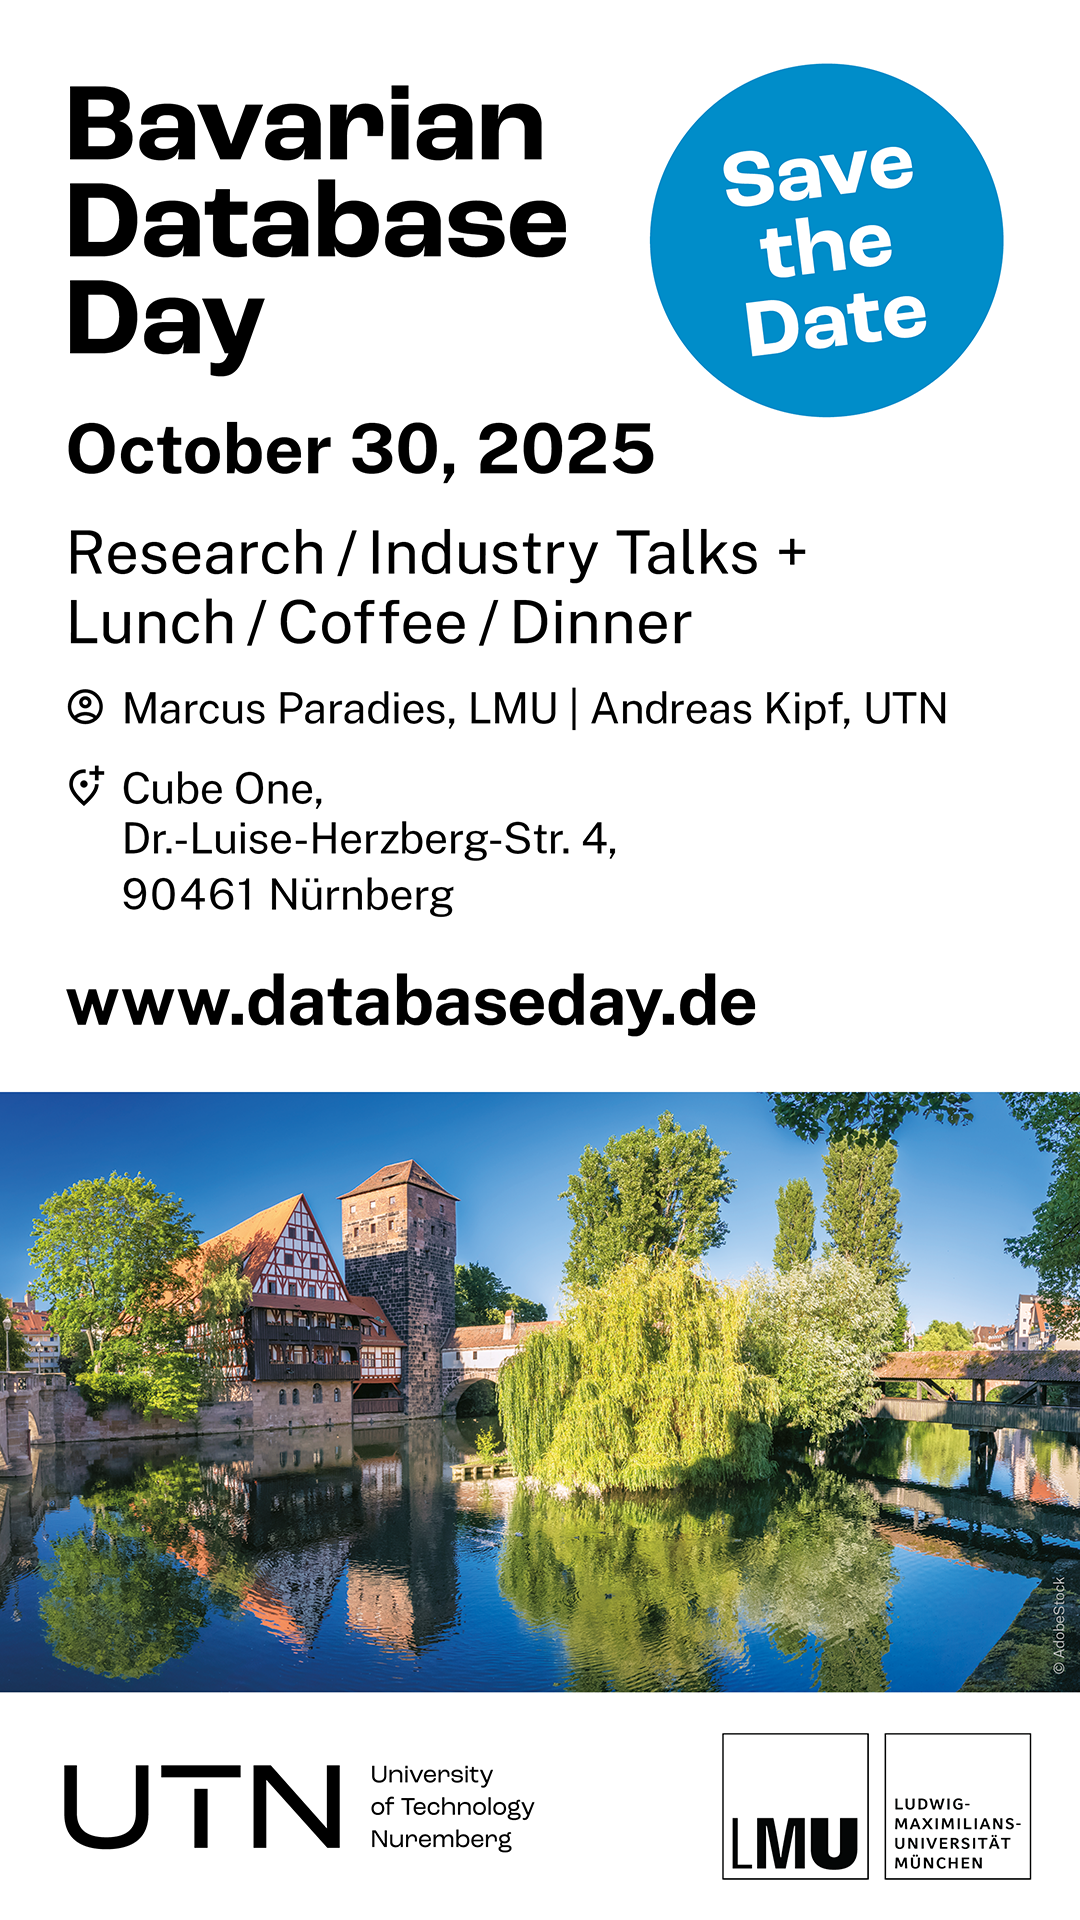 Bavarian
Database
Day
Save
the
Date
October 30, 2025
Research / Industry Talks +
Lunch / Coffee / Dinner
Marcus Paradies, LMU | Andreas Kipf, UTN
Cube One,
Dr.-Luise-Herzberg-Str. 4,
90461 Nürnberg
www.databaseday.de
© AdobeStock
UTN
University
of Technology
Nuremberg
LMU
LUDWIG-
MAXIMILIANS-
UNIVERSITÄT
MÜNCHEN